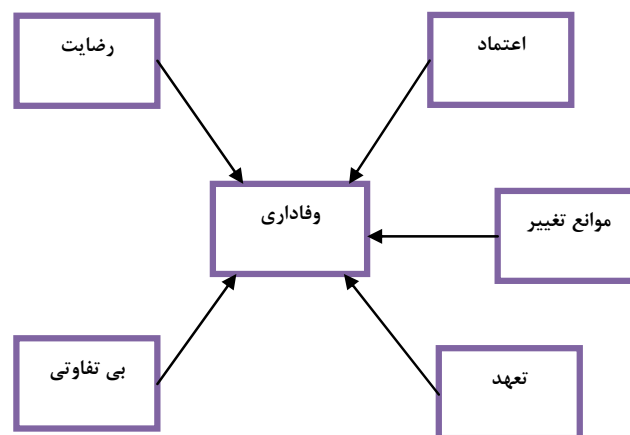 اعتماد
رضایت
وفاداری
موانع تغییر
بی تفاوتی
تعهد